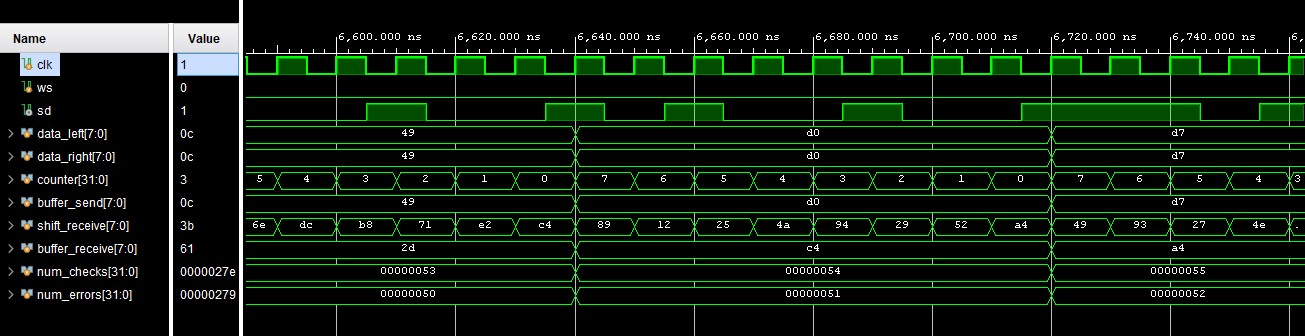 Name Value 6,600.000 ns 6,620.000 ns 6,640.000 ns 6,660.000 ns 6,680.000 ns 6,700.000 ns 6,720.000 ns 6,740.000 ns 6,
clk 1
ws 0
sd 1
data_left[7:0] 0c 49 d0 d7
data_right[7:0] 0c 49 d0 d7
counter[31:0] 3 5 4 3 2 1 0 7 6 5 4 3 2 1 0 7 6 5 4 3
buffer_send[7:0] 0c 49 d0 d7
shift_receive[7:0] 3b 6e dc b8 71 e2 c4 89 12 25 4a 94 29 52 a4 49 93 27 4e .
buffer_receive[7:0] 61 2d c4 a4
num_checks[31:0] 0000027e 00000053 00000054 00000055
num_errors[31:0] 00000279 00000050 00000051 00000052